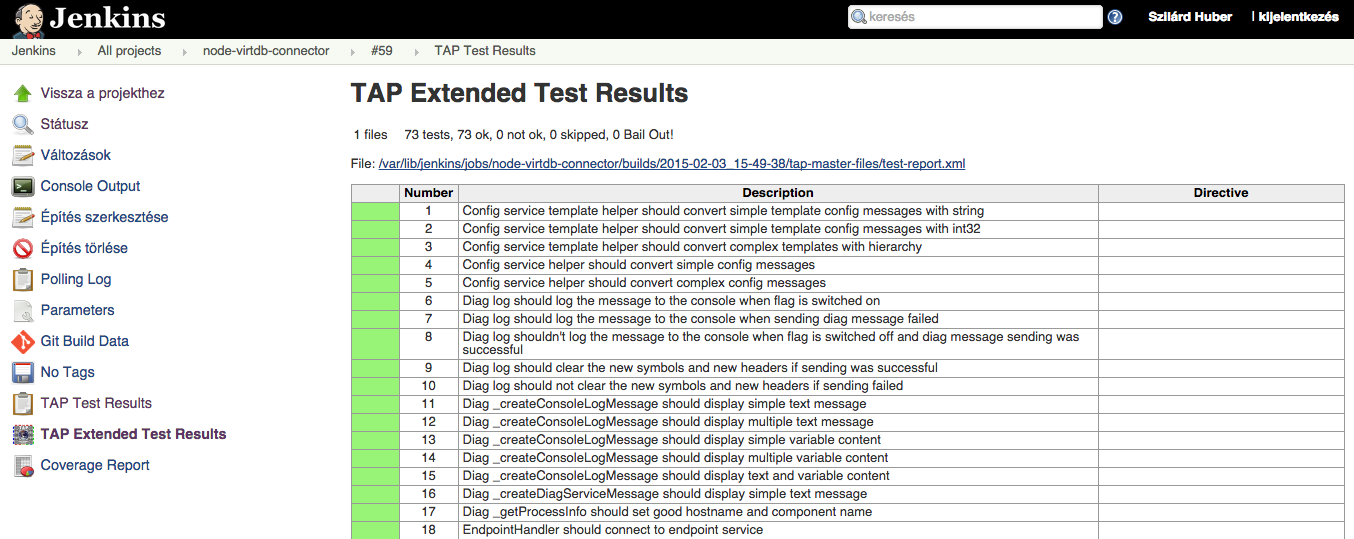 Jenkins
keresés
Szilárd Huber
| kijelentkezés
Jenkins All projects node-virtdb-connector #59 TAP Test Results
Vissza a projekthez
Státusz
Változások
Console Output
Építés szerkesztése
Építés törlése
Polling Log
Parameters
Git Build Data
No Tags
TAP Test Results
TAP Extended Test Results
Coverage Report
TAP Extended Test Results
1 files 73 tests, 73 ok, 0 not ok, 0 skipped, 0 Bail Out!
File: /var/lib/jenkins/jobs/node-virtdb-connector/builds/2015-02-03_15-49-38/tap-master-files/test-report.xml
Number Description Directive
1 Config service template helper should convert simple template config messages with string
2 Config service template helper should convert simple template config messages with int32
3 Config service template helper should convert complex templates with hierarchy
4 Config service helper should convert simple config messages
5 Config service helper should convert complex config messages
6 Diag log should log the message to the console when flag is switched on
7 Diag log should log the message to the console when sending diag message failed
8 Diag log shouldn't log the message to the console when flag is switched off and diag message sending was
successful
9 Diag log should clear the new symbols and new headers if sending was successful
10 Diag log should not clear the new symbols and new headers if sending failed
11 Diag _createConsoleLogMessage should display simple text message
12 Diag _createConsoleLogMessage should display multiple text message
13 Diag _createConsoleLogMessage should display simple variable content
14 Diag _createConsoleLogMessage should display multiple variable content
15 Diag _createConsoleLogMessage should display text and variable content
16 Diag _createDiagServiceMessage should display simple text message
17 Diag _getProcessInfo should set good hostname and component name
18 EndpointHandler should connect to endpoint service